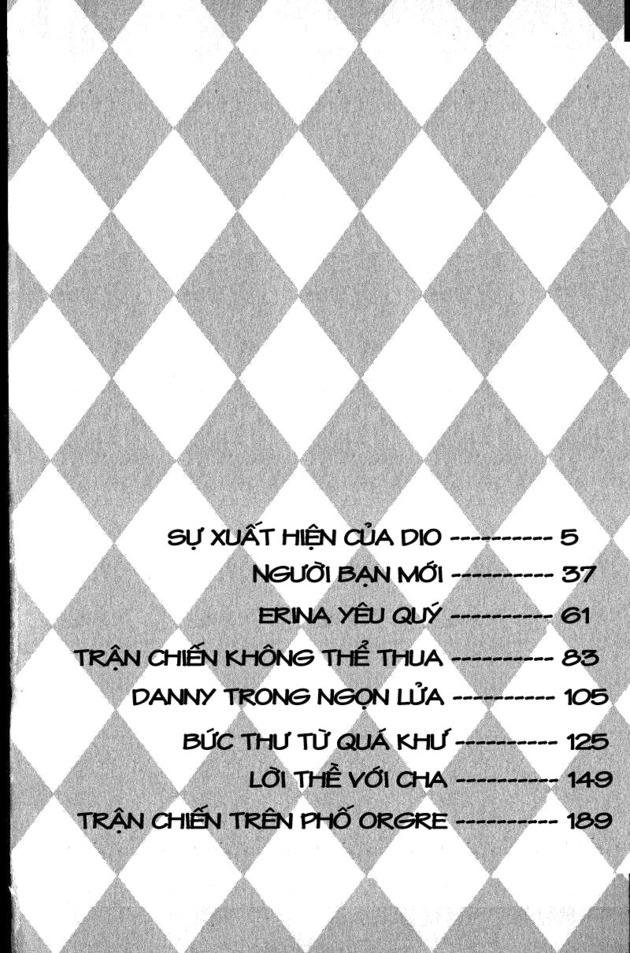 SỰ XUẤT HIỆN CỦA DIO ---------- 5
NGƯỜI BẠN MỚI ---------- 37
ERINA YÊU QUÝ ---------- 61
TRẬN CHIẾN KHÔNG THỂ THUA ---------- 83
DANNY TRONG NGỌN LỬA ---------- 105
BỨC THƯ TỪ QUÁ KHƯ ---------- 125
LỜI THỀ VỚI CHA ---------- 149
TRẬN CHIẾN TRÊN PHỐ ORGRE ---------- 189